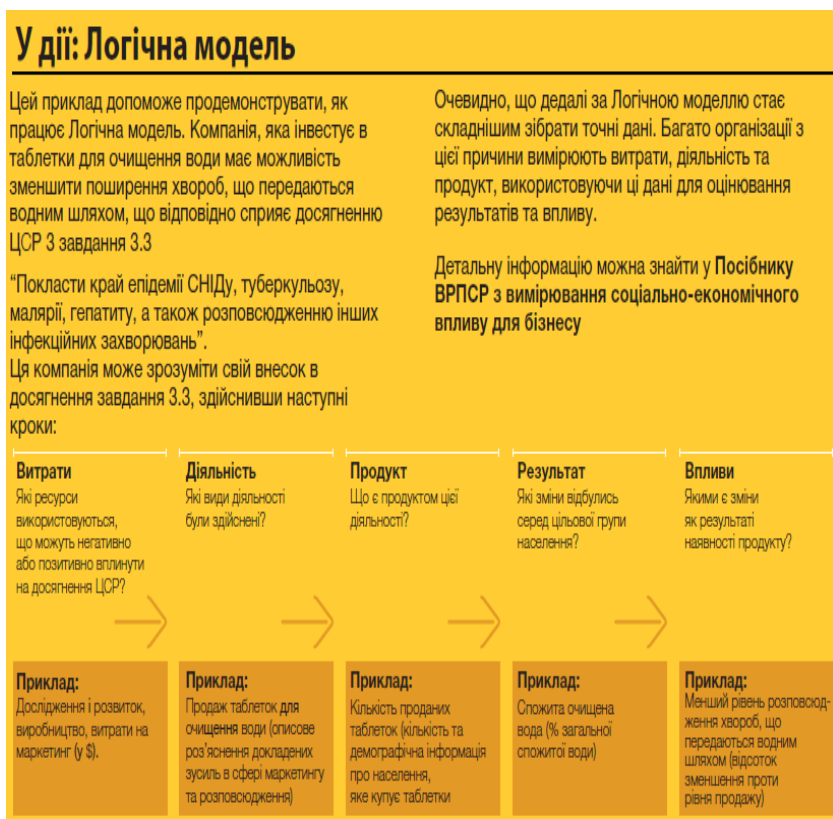 У дії: Логічна модель
Цей приклад допоможе продемонструвати, як
працює Логічна модель. Компанія, яка інвестує в
таблетки для очищення води має можливість
зменшити поширення хвороб, що передаються
водним шляхом, що відповідно сприяє досягненню
ЦСР 3 завдання 3.3
“Покласти край епідемії СНІДу, туберкульозу,
малярії, гепатиту, а також розповсюдженню інших
інфекційних захворювань”.
Ця компанія може зрозуміти свій внесок в
досягнення завдання 3.3, здійснивши наступні
кроки:
Очевидно, що дедалі за Логічною моделлю стає
складнішим зібрати точні дані. Багато організації з
цієї причини вимірюють витрати, діяльність та
продукт, використовуючи ці дані для оцінювання
результатів та впливу.
Детальну інформацію можна знайти у Посібнику
ВРПСР з вимірювання соціально-економічного
впливу для бізнесу
Витрати
Які ресурси
використовуються,
що можуть негативно
або позитивно вплинути
на досягнення ЦСР?
Діяльність
Які види діяльності
були здійснені?
Продукт
Що є продуктом цієї
діяльності?
Результат
Які зміни відбулись
серед цільової групи
населення?
Впливи
Якими є зміни
як результаті
наявності продукту?
Приклад:
Дослідження і розвиток,
виробництво, витрати на
маркетинг (у $).
Приклад:
Продаж таблеток для
очищення води (описове
роз’яснення докладених
зусиль в сфері маркетингу
та розповсюдження)
Приклад:
Кількість проданих
таблеток (кількість та
демографічна інформація
про населення,
яке купує таблетки
Приклад:
Спожита очищена
вода (% загальної
спожитої води)
Приклад:
Менший рівень розповсюд-
ження хвороб, що
передаються водним
шляхом (відсоток
зменшення проти
рівня продажу)